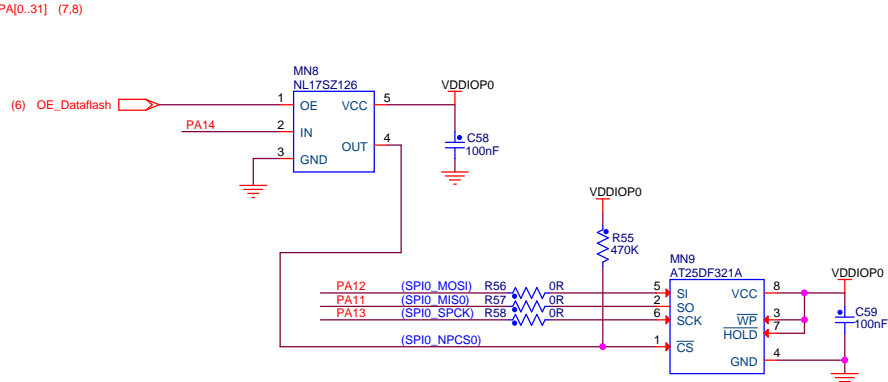 PA[0..31] (7,8)
MN8
NL17SZ126
VDDIOP0
(6) OE_Dataflash
1 OE VCC 5
PA14 2 IN
OUT 4
3 GND
C58
100nF
VDDIOP0
R55
470K
MN9
AT25DF321A
VDDIOP0
PA12 (SPI0_MOSI) R56 0R 5 SI VCC 8
PA11 (SPI0_MIS0) R57 0R 2 SO
PA13 (SPI0_SPCK) R58 0R 6 SCK WP 3
HOLD 7
C59
100nF
(SPI0_NPCS0) 1 CS
GND 4